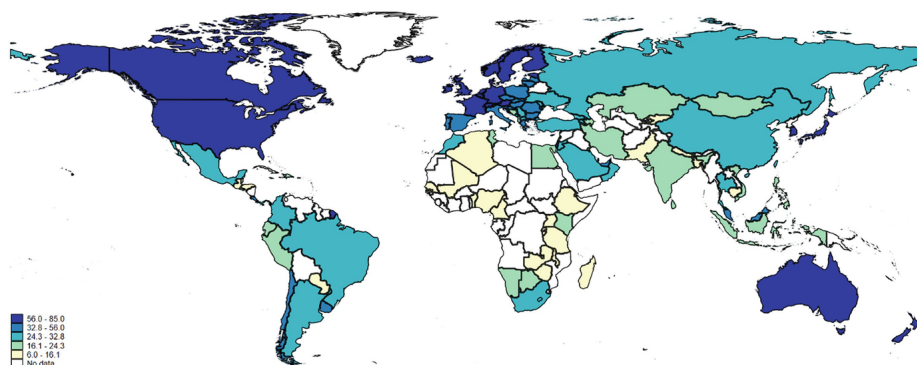 56.0 - 85.0
32.8 - 56.0
24.3 - 32.8
16.1 - 24.3
6.0 - 16.1
No data